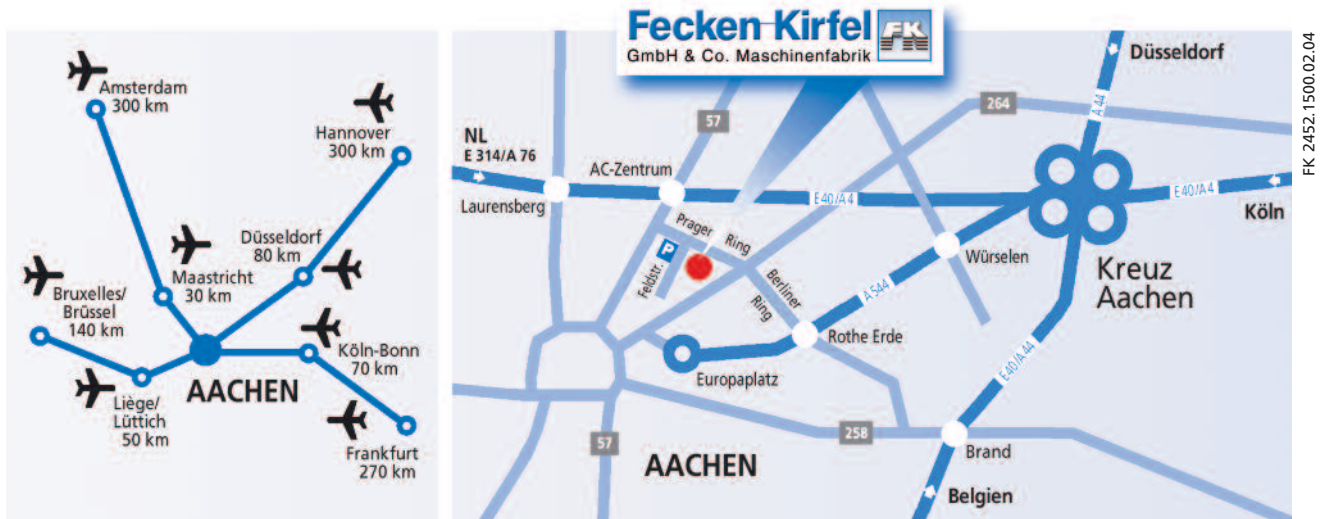 Fecken-Kirfel
FK
GmbH & Co. Maschinenfabrik
FK 2452.1500.02.04
Amsterdam
300 km
Hannover
300 km
Düsseldorf
80 km
Maastricht
30 km
Bruxelles/
Brüssel
140 km
Köln-Bonn
70 km
AACHEN
Liège/
Lüttich
50 km
Frankfurt
270 km
Düsseldorf
A 44
264
57
NL
E 314/A 76
AC-Zentrum
Laurensberg
E40/A4
E40/A4
Köln
Prager Ring
P
Feldstr.
Berliner
Ring
Würselen
A 544
Kreuz
Aachen
Rothe Erde
Europaplatz
E40/A44
258
57
AACHEN
Brand
Belgien